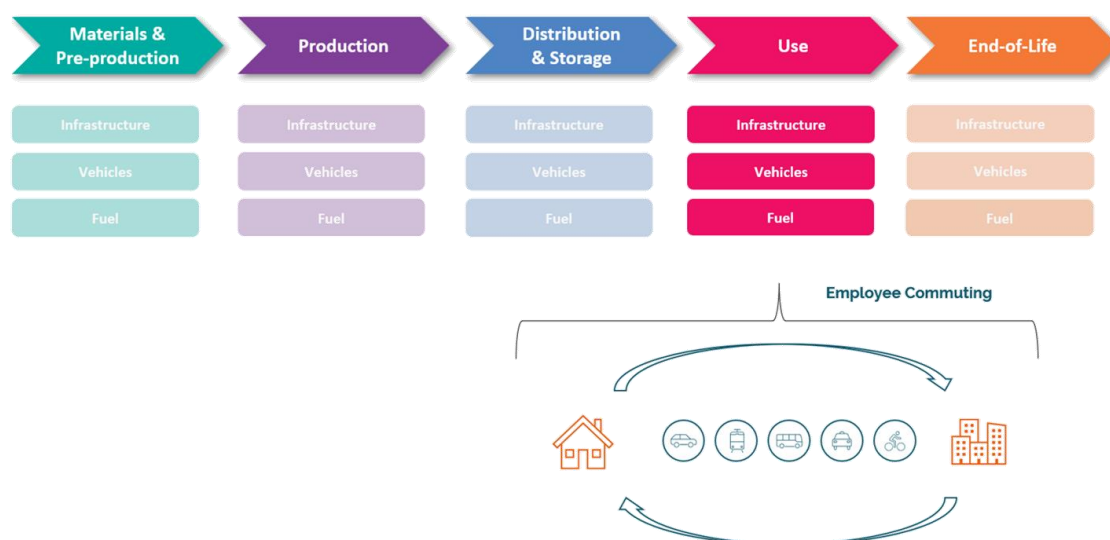 Materials &
Pre-production
Production
Distribution
& Storage
Use
End-of-Life
Infrastructure
Infrastructure
Infrastructure
Infrastructure
Infrastructure
Vehicles
Vehicles
Vehicles
Vehicles
Vehicles
Fuel
Fuel
Fuel
Fuel
Fuel
Employee Commuting